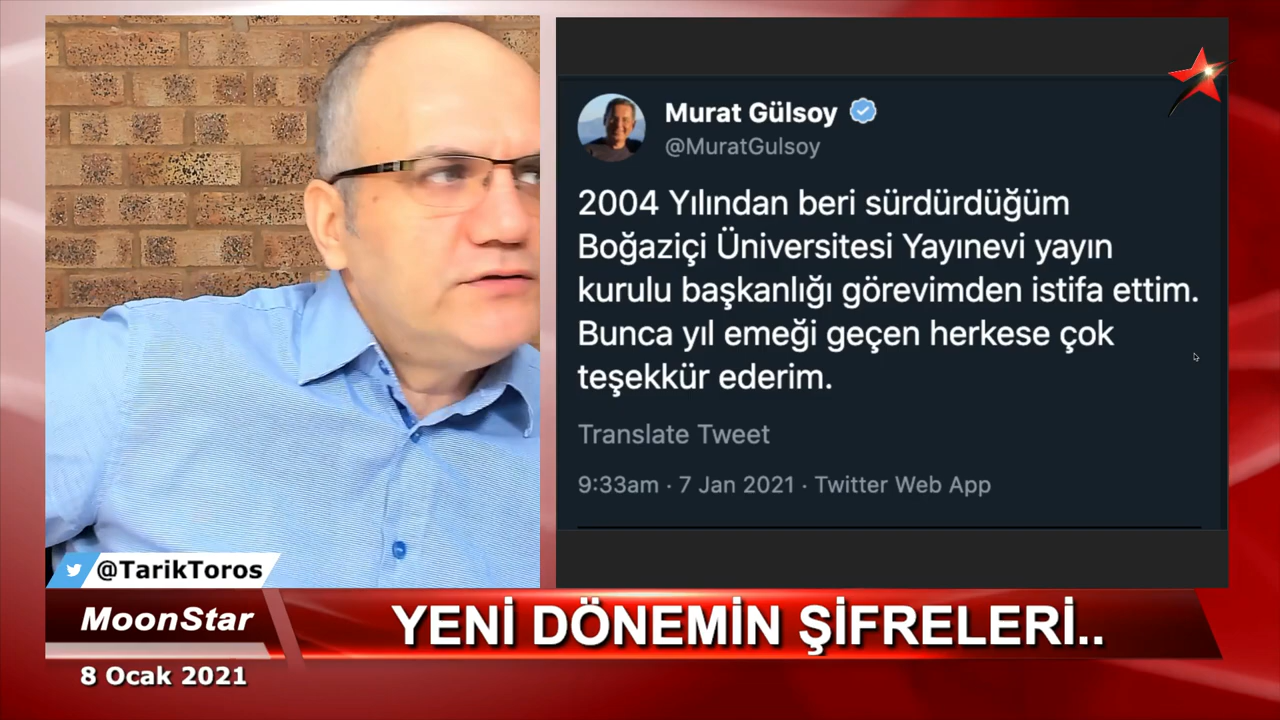 Murat Gülsoy
@MuratGulsoy
2004 Yılından beri sürdürdüğüm
Boğaziçi Üniversitesi Yayınevi yayın
kurulu başkanlığı görevimden istifa ettim.
Bunca yıl emeği geçen herkese çok
teşekkür ederim.
Translate Tweet
9:33am · 7 Jan 2021 · Twitter Web App
@TarikToros
MoonStar
YENİ DÖNEMİN ŞİFRELERİ..
8 Ocak 2021